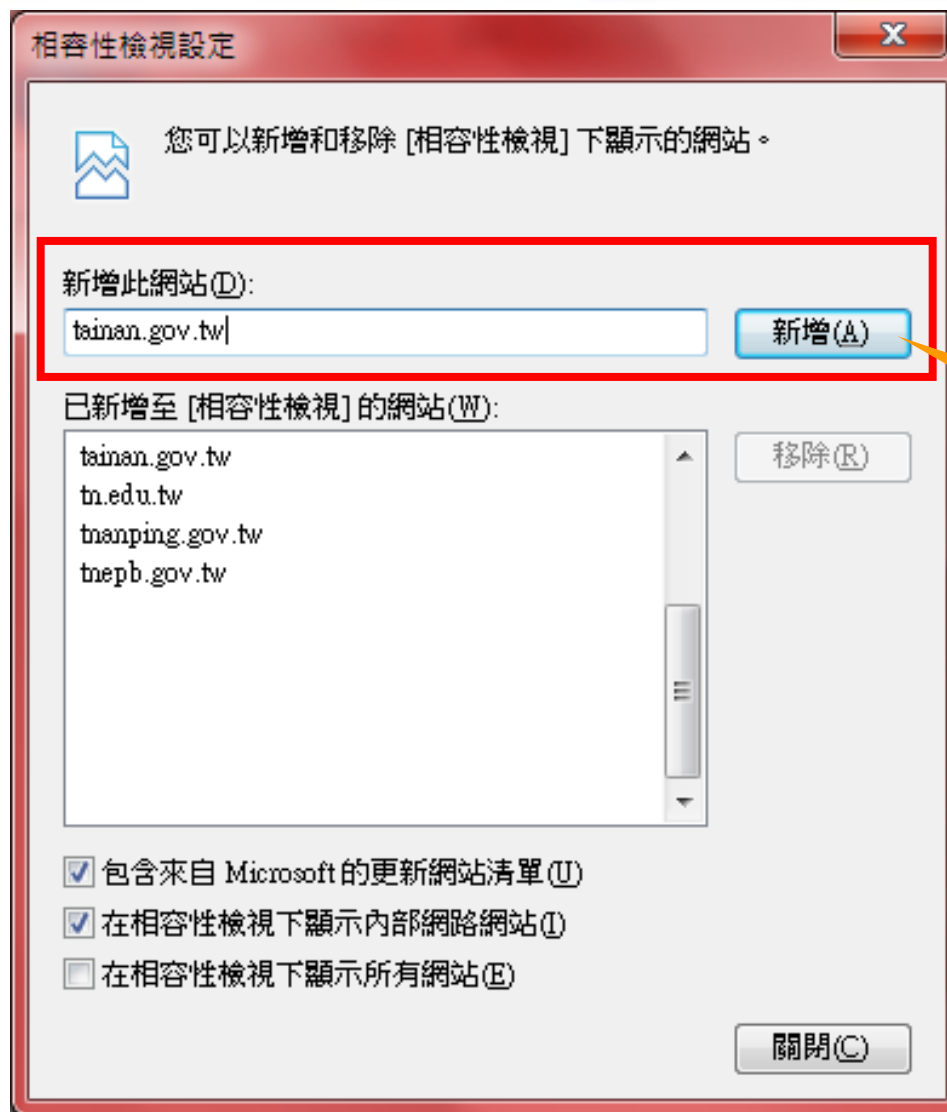 相容性檢視設定
您可以新增和移除 [相容性檢視] 下顯示的網站。
新增此網站(D):
tainan.gov.tw
新增(A)
已新增至 [相容性檢視] 的網站(W):
tainan.gov.tw
移除(R)
tn.edu.tw
tnanping.gov.tw
tnepb.gov.tw
包含來自 Microsoft 的更新網站清單(U)
在相容性檢視下顯示內部網路網站(I)
在相容性檢視下顯示所有網站(E)
關閉(C)